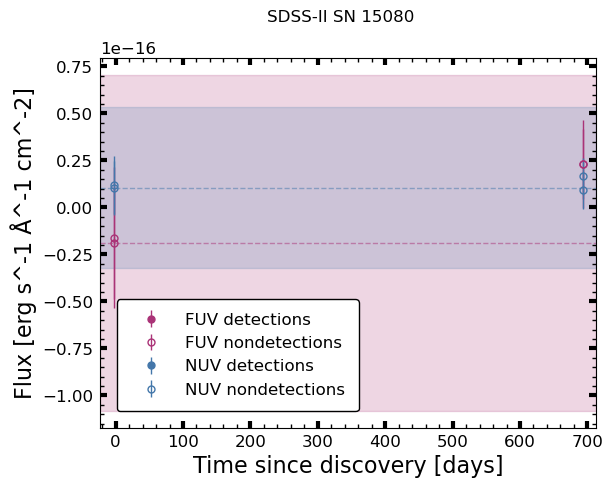 SDSS-II SN 15080
1e−16
0.75
0.50
0.25
0.00
−0.25
−0.50
−0.75
−1.00
Flux [erg s^-1 Å^-1 cm^-2]
FUV detections
FUV nondetections
NUV detections
NUV nondetections
0 100 200 300 400 500 600 700
Time since discovery [days]